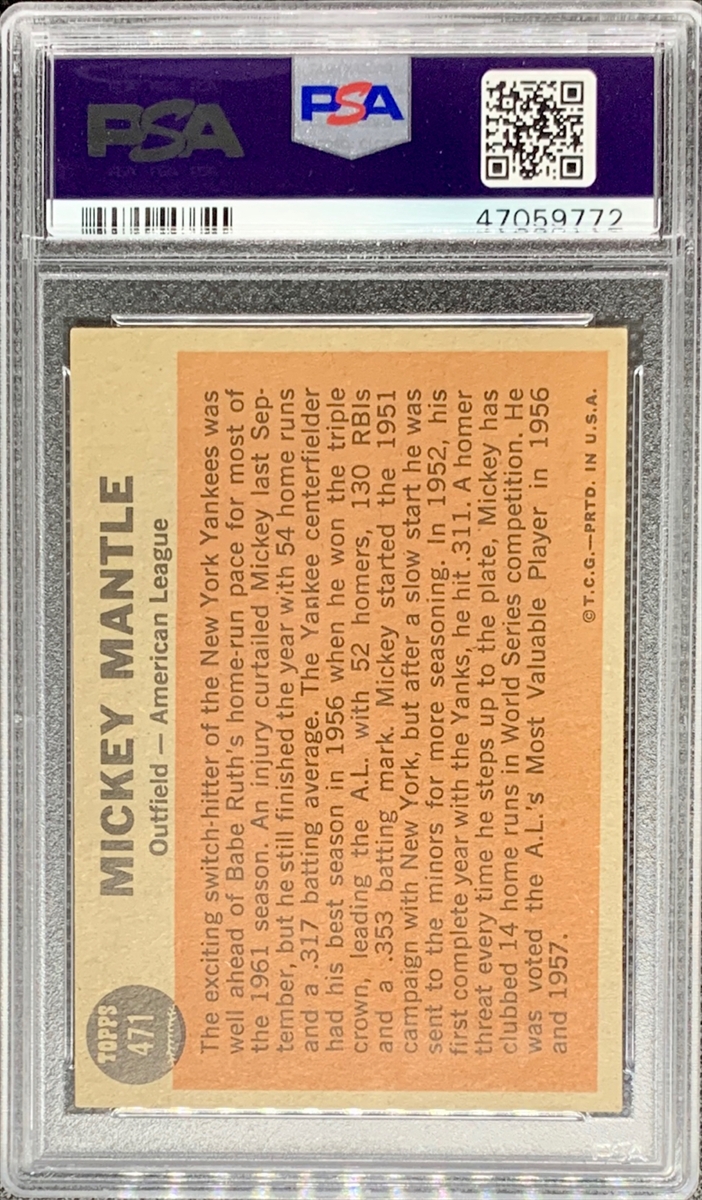 PSA
PSA
47059772
TOPPS
471
MICKEY MANTLE
Outfield — American League
The exciting switch-hitter of the New York Yankees was
well ahead of Babe Ruth's home-run pace for most of
the 1961 season. An injury curtailed Mickey last Sep-
tember, but he still finished the year with 54 home runs
and a .317 batting average. The Yankee centerfielder
had his best season in 1956 when he won the triple
crown, leading the A.L. with 52 homers, 130 RBIs
and a .353 batting mark. Mickey started the 1951
campaign with New York, but after a slow start he was
sent to the minors for more seasoning. In 1952, his
first complete year with the Yanks, he hit .311. A homer
threat every time he steps up to the plate, Mickey has
clubbed 14 home runs in World Series competition. He
was voted the A.L.'s Most Valuable Player in 1956
and 1957.
©T.C.G.—PRTD. IN U.S.A.
PSA